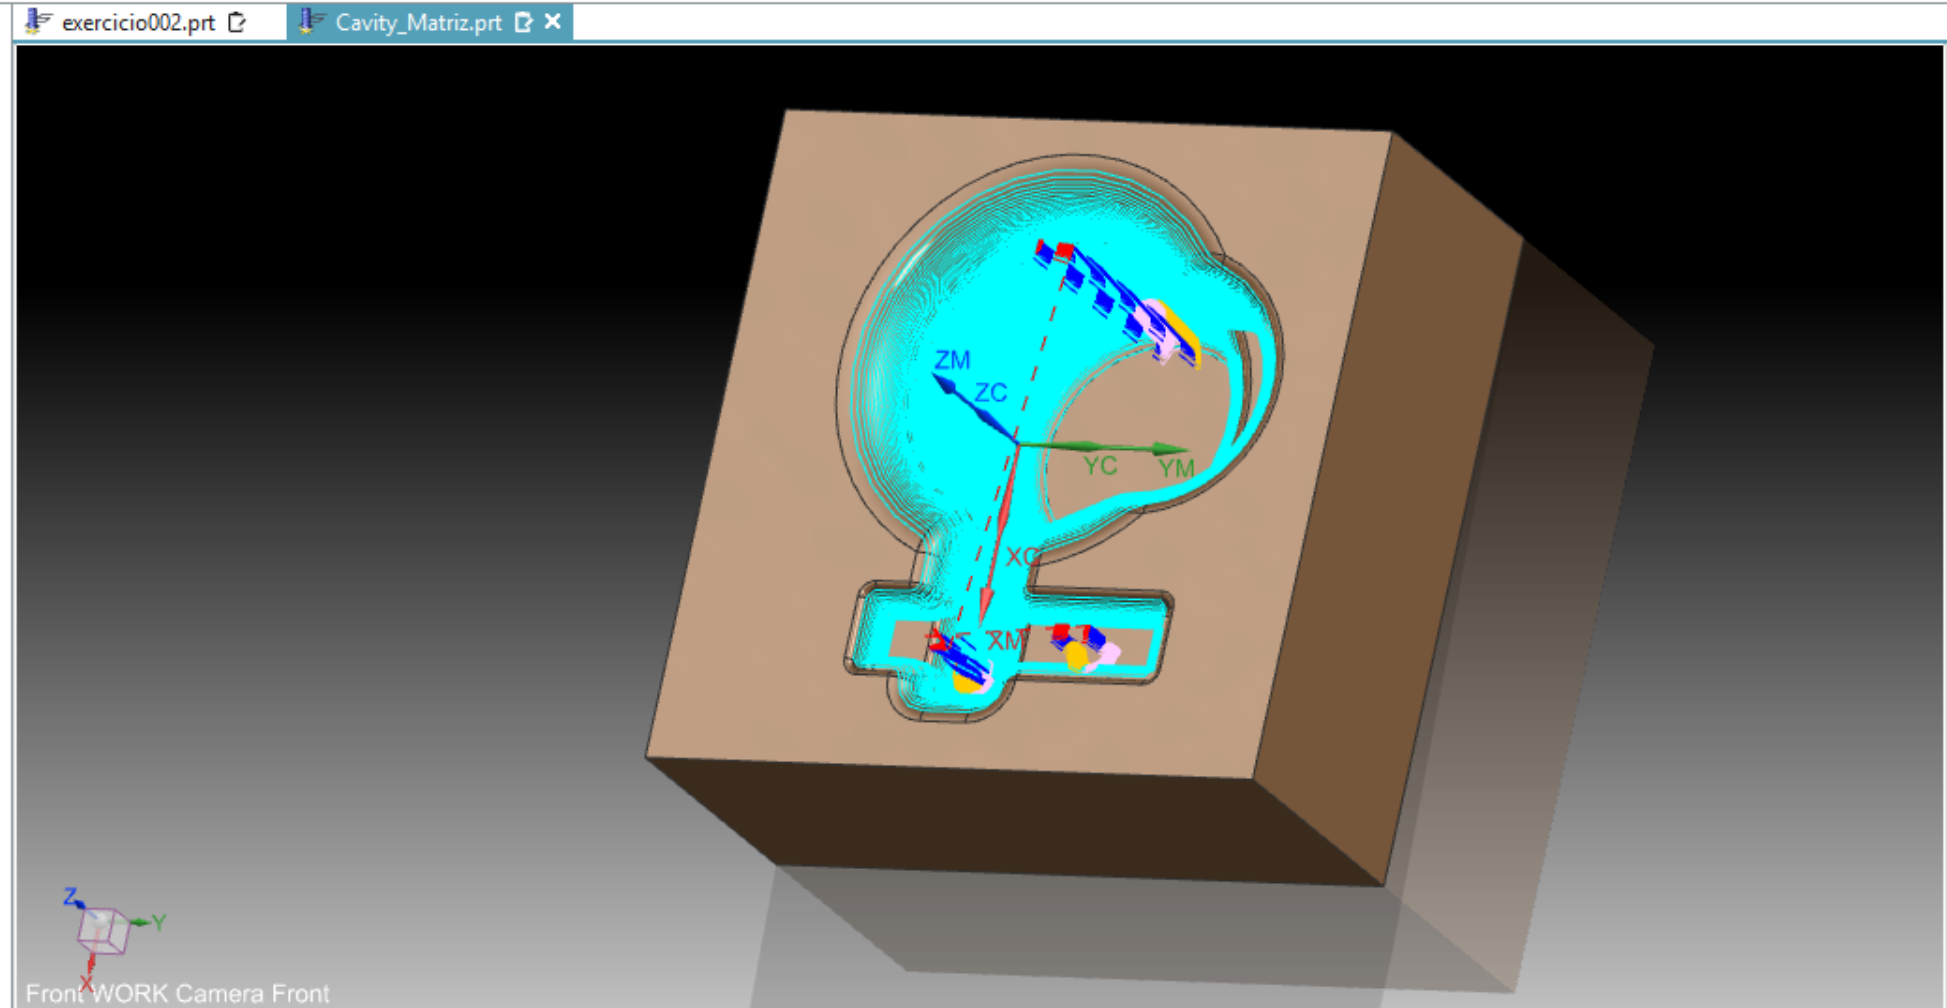 exercicio002.prt
Cavity_Matriz.prt
ZM
ZC
YC
YM
XC
XM
Z
Y
X
Front WORK Camera Front